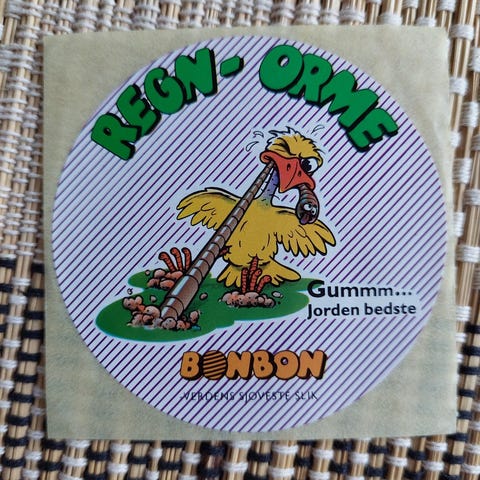 REGN-ORME
Gummm...
Jorden bedste
BONBON
-VERDENS SJOVESTE SLIK